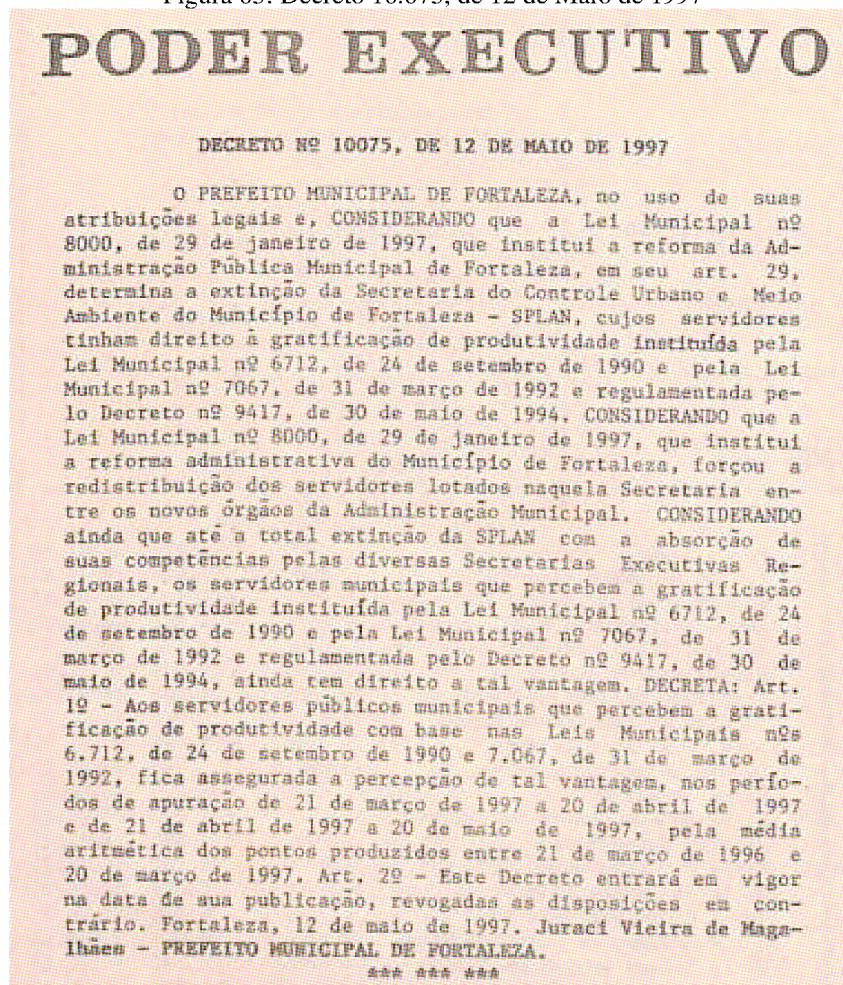 Figura 65: Decreto 10.075, de 12 de Maio de 1997
PODER EXECUTIVO
DECRETO Nº 10075, DE 12 DE MAIO DE 1997
O PREFEITO MUNICIPAL DE FORTALEZA, no uso de suas
atribuições legais e, CONSIDERANDO que a Lei Municipal nº
8000, de 29 de janeiro de 1997, que institui a reforma da Ad-
ministração Pública Municipal de Fortaleza, em seu art. 29,
determina a extinção da Secretaria do Controle Urbano e Meio
Ambiente do Município de Fortaleza - SPLAN, cujos servidores
tinham direito à gratificação de produtividade instituída pela
Lei Municipal nº 6712, de 24 de setembro de 1990 e pela Lei
Municipal nº 7067, de 31 de março de 1992 e regulamentada pe-
lo Decreto nº 9417, de 30 de maio de 1994. CONSIDERANDO que a
Lei Municipal nº 8000, de 29 de janeiro de 1997, que institui
a reforma administrativa do Município de Fortaleza, forçou a
redistribuição dos servidores lotados naquela Secretaria en-
tre os novos órgãos da Administração Municipal. CONSIDERANDO
ainda que até a total extinção da SPLAN com a absorção de
suas competências pelas diversas Secretarias Executivas Re-
gionais, os servidores municipais que percebem a gratificação
de produtividade instituída pela Lei Municipal nº 6712, de 24
de setembro de 1990 e pela Lei Municipal nº 7067, de 31 de
março de 1992 e regulamentada pelo Decreto nº 9417, de 30 de
maio de 1994, ainda tem direito a tal vantagem. DECRETA: Art.
1º - Aos servidores públicos municipais que percebem a grati-
ficação de produtividade com base nas Leis Municipais nºs
6.712, de 24 de setembro de 1990 e 7.067, de 31 de março de
1992, fica assegurada a percepção de tal vantagem, nos perío-
dos de apuração de 21 de março de 1997 a 20 de abril de 1997
e de 21 de abril de 1997 a 20 de maio de 1997, pela média
aritmética dos pontos produzidos entre 21 de março de 1996 e
20 de março de 1997. Art. 2º - Este Decreto entrará em vigor
na data de sua publicação, revogadas as disposições em con-
trário. Fortaleza, 12 de maio de 1997. Juraci Vieira de Maga-
lhães - PREFEITO MUNICIPAL DE FORTALEZA.
*** *** ***